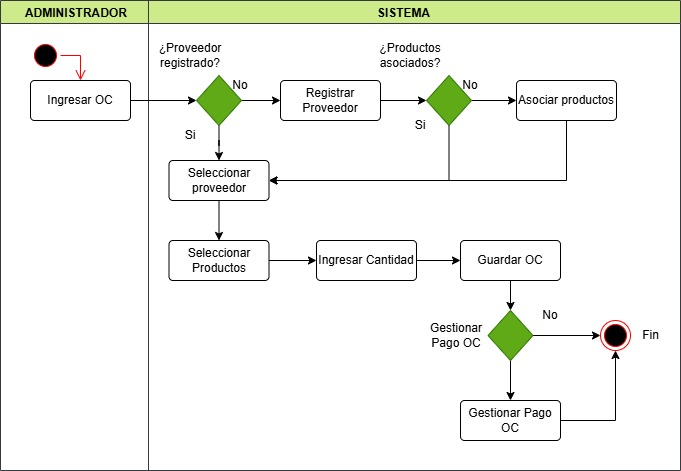 ADMINISTRADOR
SISTEMA
¿Proveedor
registrado?
¿Productos
asociados?
Ingresar OC
No
Registrar
Proveedor
No
Asociar productos
Si
Si
Seleccionar
proveedor
Seleccionar
Productos
Ingresar Cantidad
Guardar OC
Gestionar
Pago OC
No
Fin
Gestionar Pago
OC